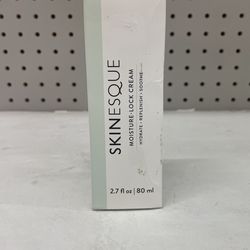 SKINESQUE
MOISTURE-LOCK CREAM
HYDRATE • REPLENISH • SOOTHE
2.7 fl oz | 80 ml